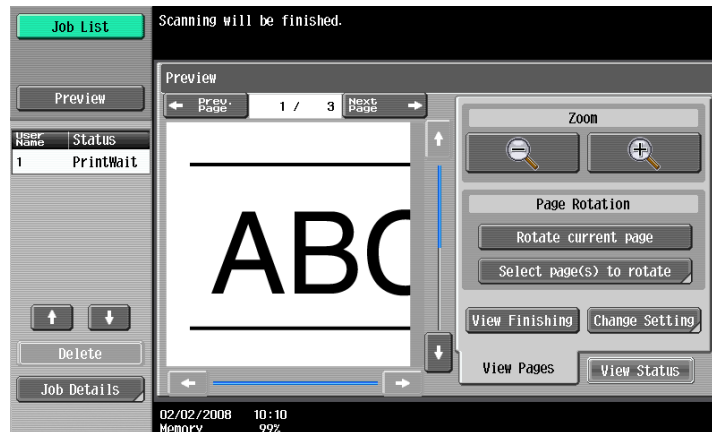 Job List
Scanning will be finished.
Preview
Preview
Prev. Page 1 / 3 Next Page
User Name Status
1 PrintWait
ABC
Zoom
Page Rotation
Rotate current page
Select page(s) to rotate
View Finishing Change Setting
Delete
View Pages View Status
Job Details
02/02/2008 10:10
Memory 99%